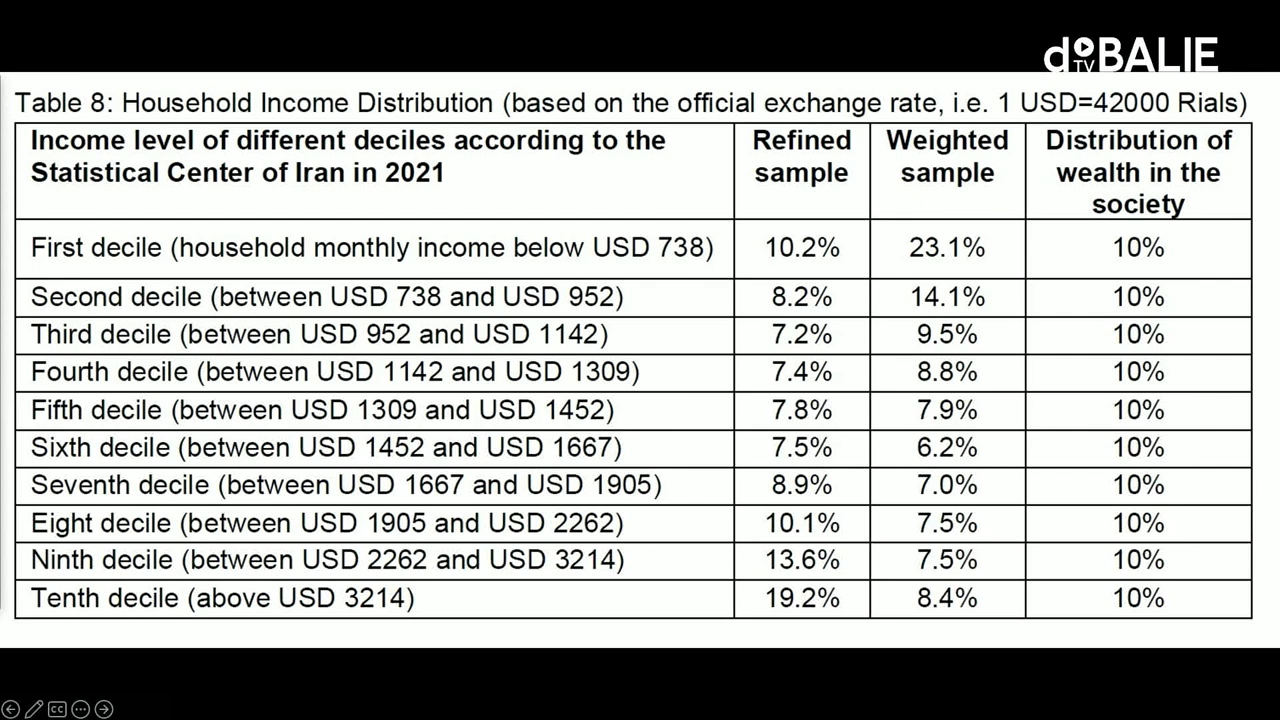 do TV BALIE
Table 8: Household Income Distribution (based on the official exchange rate, i.e. 1 USD=42000 Rials)
Income level of different deciles according to the Statistical Center of Iran in 2021 Refined sample Weighted sample Distribution of wealth in the society
First decile (household monthly income below USD 738) 10.2% 23.1% 10%
Second decile (between USD 738 and USD 952) 8.2% 14.1% 10%
Third decile (between USD 952 and USD 1142) 7.2% 9.5% 10%
Fourth decile (between USD 1142 and USD 1309) 7.4% 8.8% 10%
Fifth decile (between USD 1309 and USD 1452) 7.8% 7.9% 10%
Sixth decile (between USD 1452 and USD 1667) 7.5% 6.2% 10%
Seventh decile (between USD 1667 and USD 1905) 8.9% 7.0% 10%
Eight decile (between USD 1905 and USD 2262) 10.1% 7.5% 10%
Ninth decile (between USD 2262 and USD 3214) 13.6% 7.5% 10%
Tenth decile (above USD 3214) 19.2% 8.4% 10%
CC